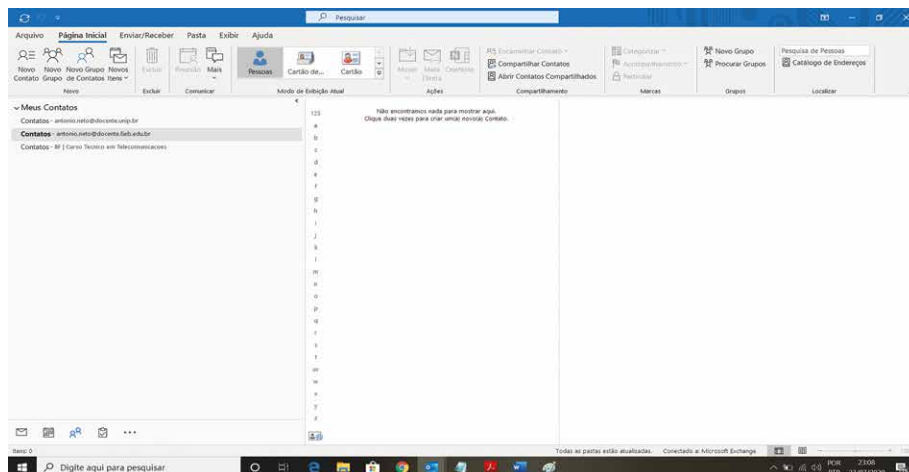 Pesquisar
Arquivo Página Inicial Enviar/Receber Pasta Exibir Ajuda
Novo Contato
Novo Grupo
Novo Grupo de Contatos
Novos Itens
Excluir
Reunião
Mais
Pessoas
Cartão de...
Cartão
Mover
Mala Direta
OneNote
Encaminhar Contato
Compartilhar Contatos
Abrir Contatos Compartilhados
Categorizar
Acompanhamento
Particular
Novo Grupo
Procurar Grupos
Pesquisa de Pessoas
Catálogo de Endereços
Novo Excluir Comunicar Modo de Exibição Atual Ações Compartilhamento Marcas Grupos Localizar
Meus Contatos
Contatos - antonio.neto@docente.unip.br
Contatos - antonio.neto@docente.fieb.edu.br
Contatos - BF | Curso Tecnico em Telecomunicacoes
Não encontramos nada para mostrar aqui.
Clique duas vezes para criar um(a) novo(a) Contato.
123
a
b
c
d
e
f
g
h
i
j
k
l
m
n
o
p
q
r
s
t
uv
w
x
y
z
Itens: 0
Todas as pastas estão atualizadas. Conectado a: Microsoft Exchange
Digite aqui para pesquisar
POR
23:08